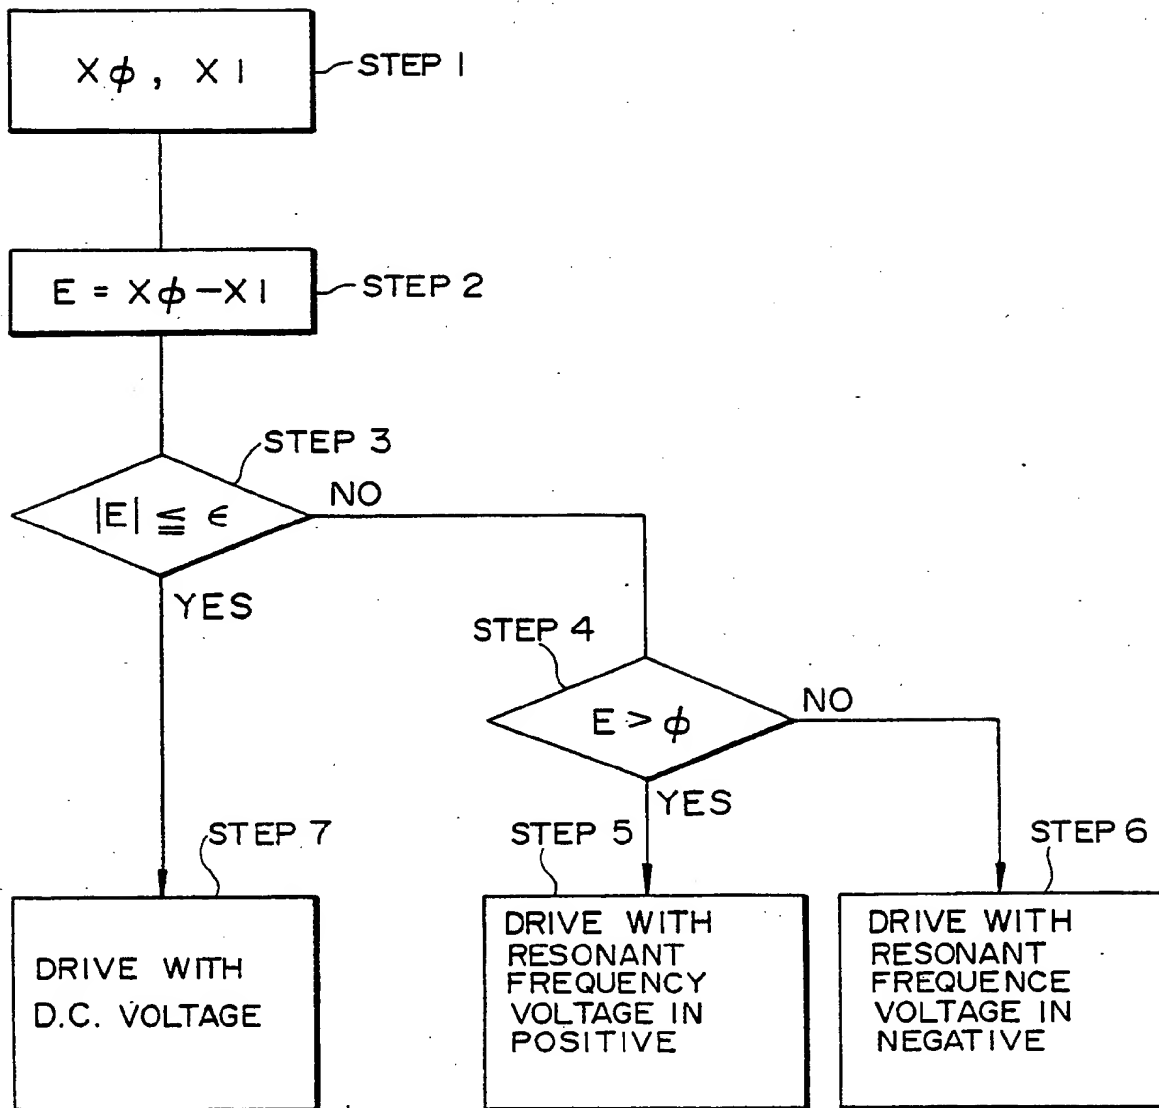 Xϕ, X1
STEP 1
E = Xϕ-X1
STEP 2
STEP 3
|E| ≦ ϵ
NO
YES
STEP 4
E > ϕ
NO
YES
STEP 7
STEP 5
STEP 6
DRIVE WITH
D.C. VOLTAGE
DRIVE WITH
RESONANT
FREQUENCY
VOLTAGE IN
POSITIVE
DRIVE WITH
RESONANT
FREQUENCE
VOLTAGE IN
NEGATIVE